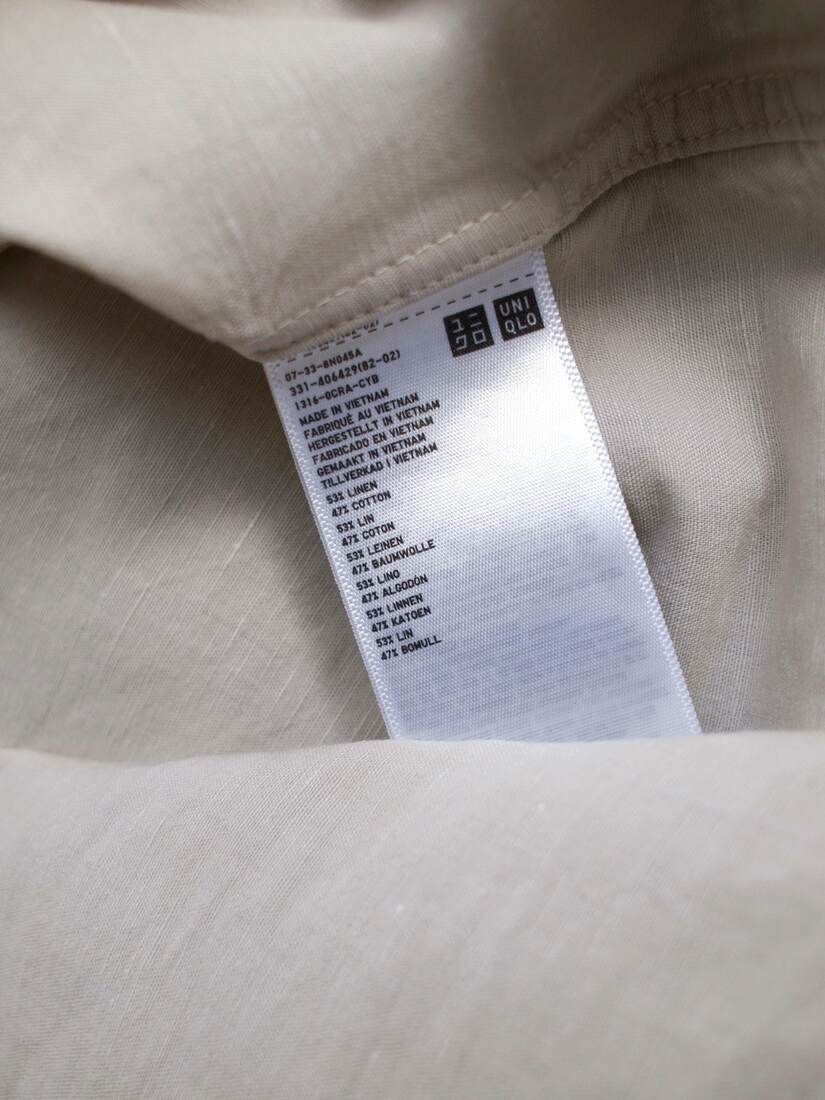 ユニ
クロ
UNI
QLO
07-33-8N045A
331-406429(82-02)
1316-0CRA-CYB
MADE IN VIETNAM
FABRIQUÉ AU VIETNAM
HERGESTELLT IN VIETNAM
FABRICADO EN VIETNAM
GEMAAKT IN VIETNAM
TILLVERKAD I VIETNAM
53% LINEN
47% COTTON
53% LIN
47% COTON
53% LEINEN
47% BAUMWOLLE
53% LINO
47% ALGODÓN
53% LINNEN
47% KATOEN
53% LIN
47% BOMULL